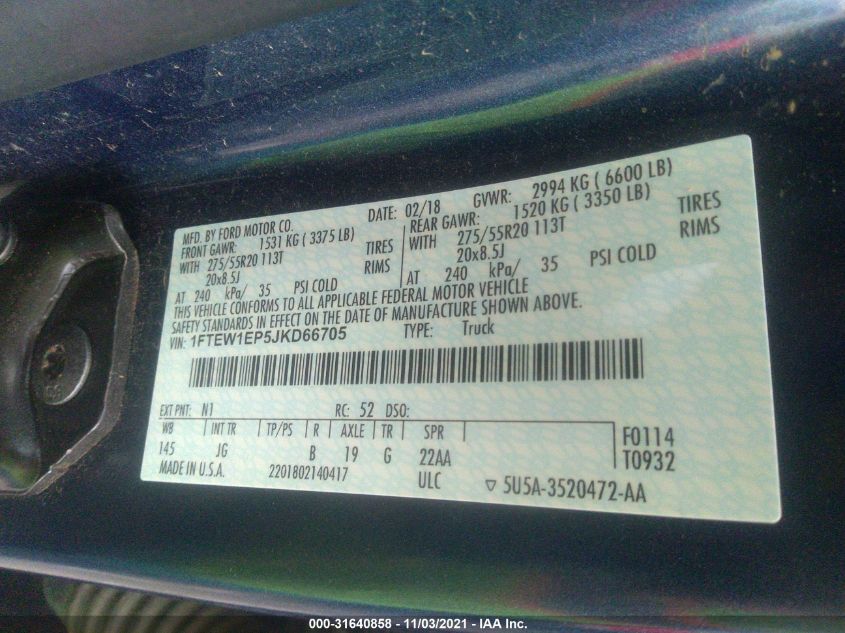 MFD. BY FORD MOTOR CO.
DATE: 02/18 GVWR: 2994 KG ( 6600 LB)
FRONT GAWR: 1531 KG ( 3375 LB)
WITH 275/55R20 113T TIRES
20x8.5J RIMS
AT 240 kPa/ 35 PSI COLD
REAR GAWR: 1520 KG ( 3350 LB)
WITH 275/55R20 113T TIRES
20x8.5J RIMS
AT 240 kPa/ 35 PSI COLD
THIS VEHICLE CONFORMS TO ALL APPLICABLE FEDERAL MOTOR VEHICLE
SAFETY STANDARDS IN EFFECT ON THE DATE OF MANUFACTURE SHOWN ABOVE.
VIN: 1FTEW1EP5JKD66705 TYPE: Truck
EXT PNT: N1 RC: 52 DSO:
WB INT TR TP/PS R AXLE TR SPR
145 JG B 19 G 22AA
F0114
T0932
MADE IN U.S.A. 2201802140417 ULC ▽ 5U5A-3520472-AA
000-31640858 - 11/03/2021 - IAA Inc.